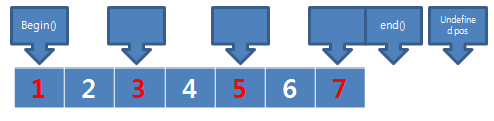 Begin() end() Undefine
d pos
1 2 3 4 5 6 7